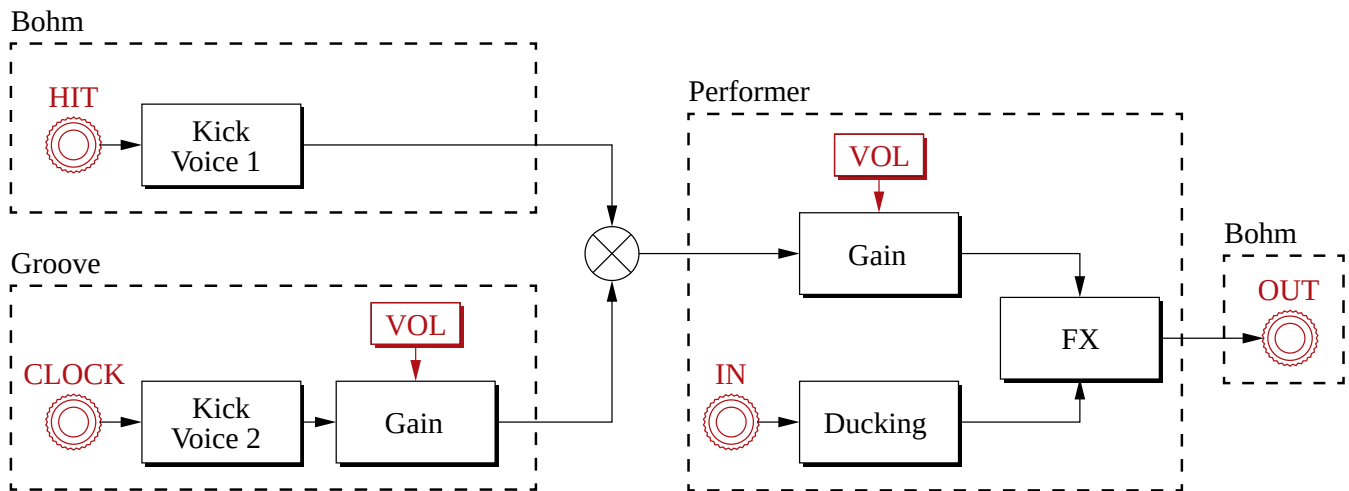 Bohm
HIT
Kick
Voice 1
Groove
VOL
CLOCK
Kick
Voice 2
Gain
Performer
VOL
Gain
FX
IN
Ducking
Bohm
OUT